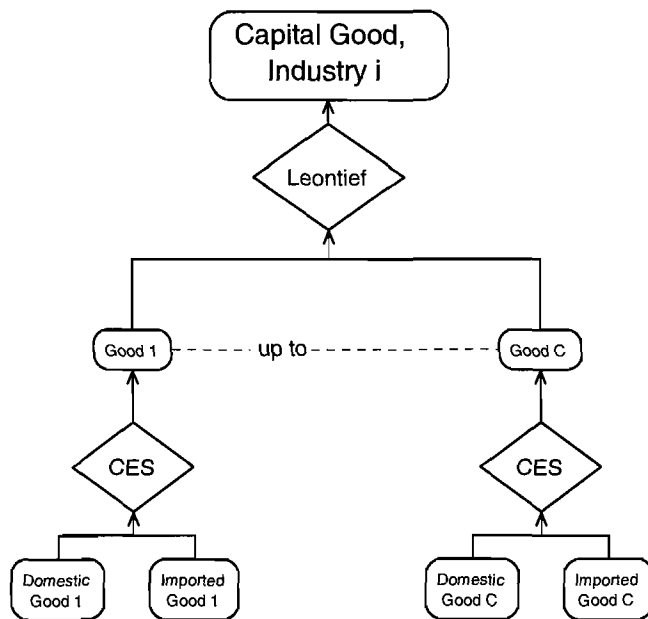 Capital Good,
Industry i
Leontief
Good 1
up to
Good C
CES
CES
Domestic
Good 1
Imported
Good 1
Domestic
Good C
Imported
Good C